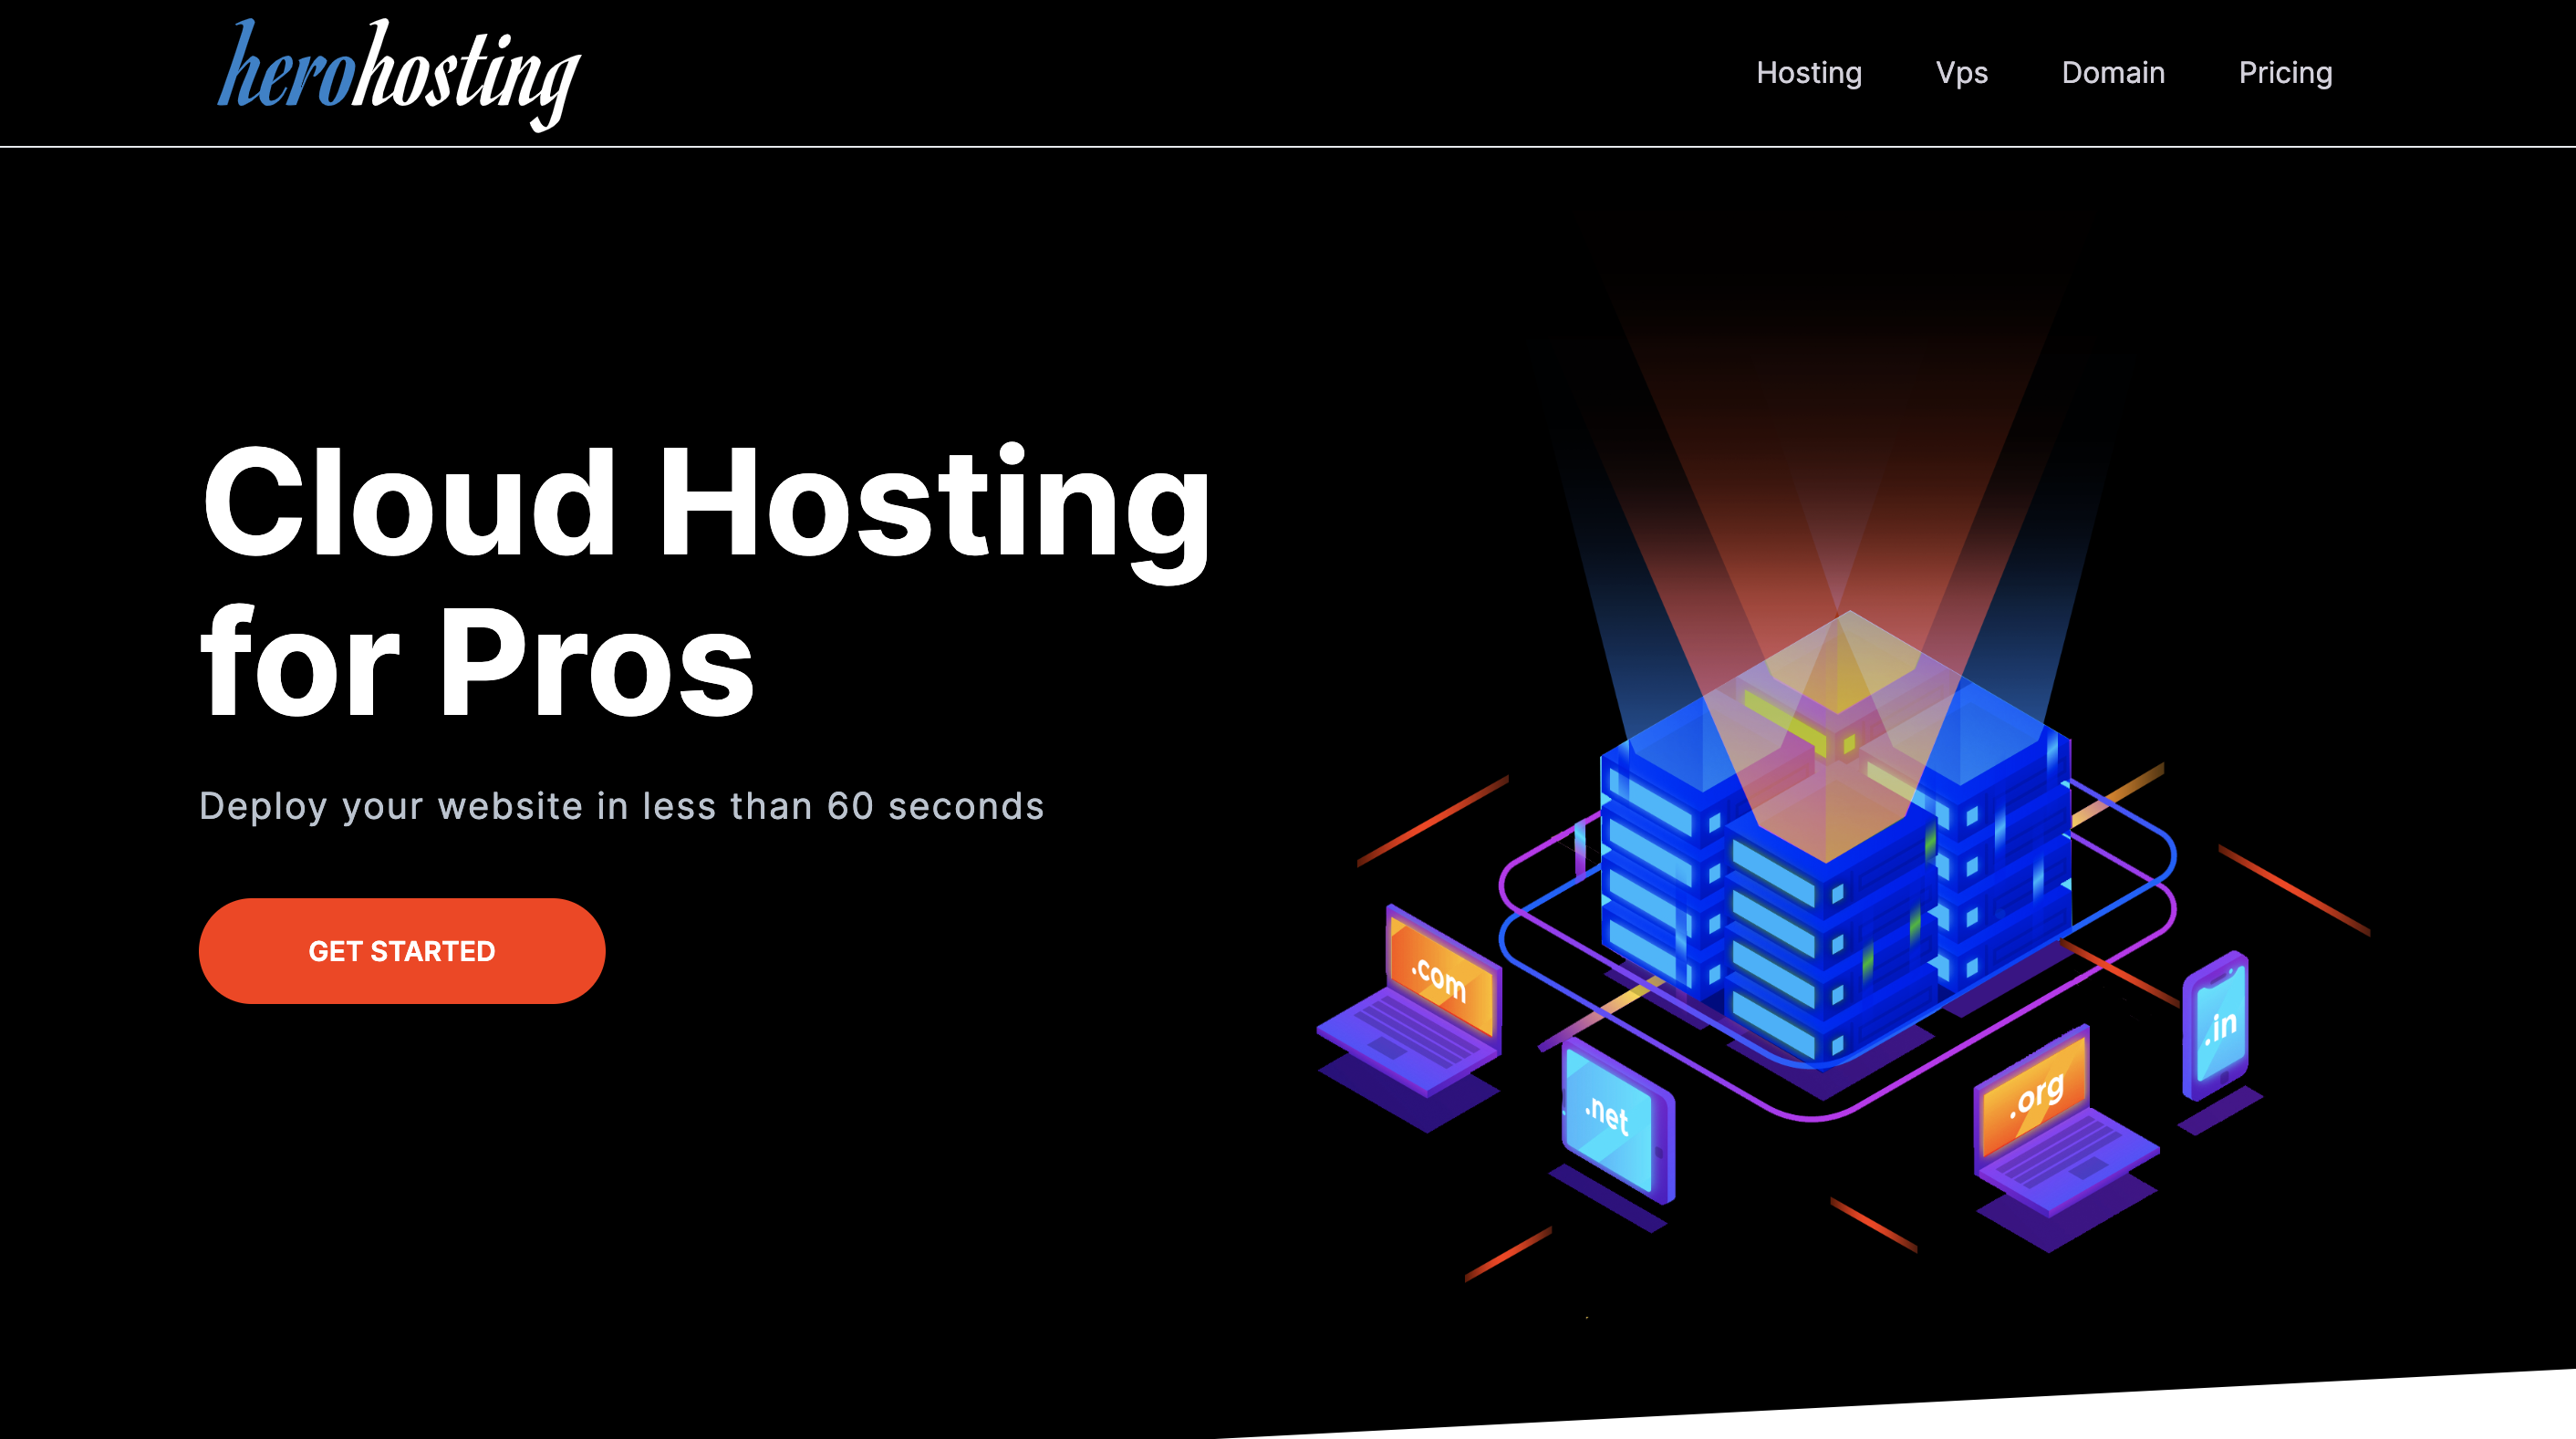 herohosting
Hosting Vps Domain Pricing
Cloud Hosting
for Pros
Deploy your website in less than 60 seconds
GET STARTED
.com
.net
.org
.in